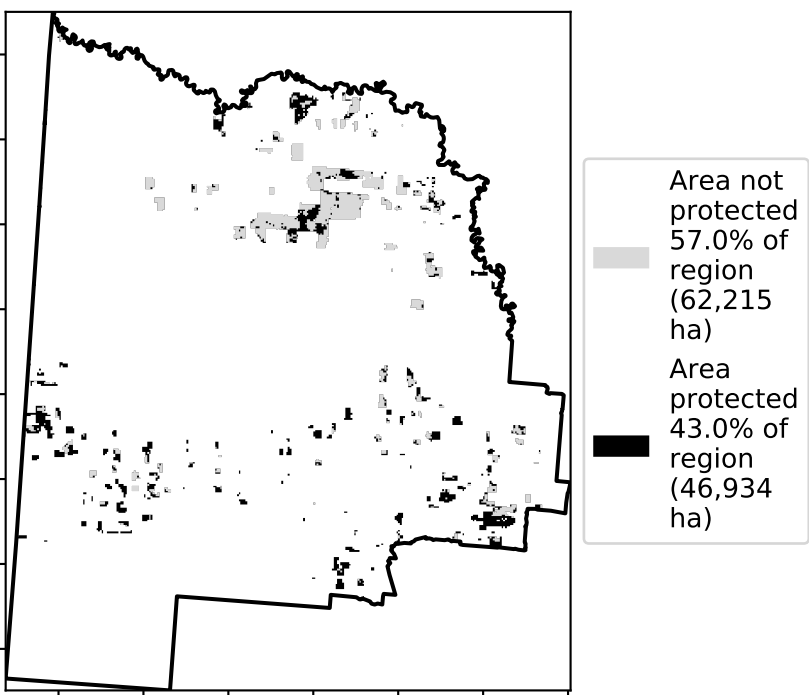 Area not
protected
57.0% of
region
(62,215
ha)
Area
protected
43.0% of
region
(46,934
ha)